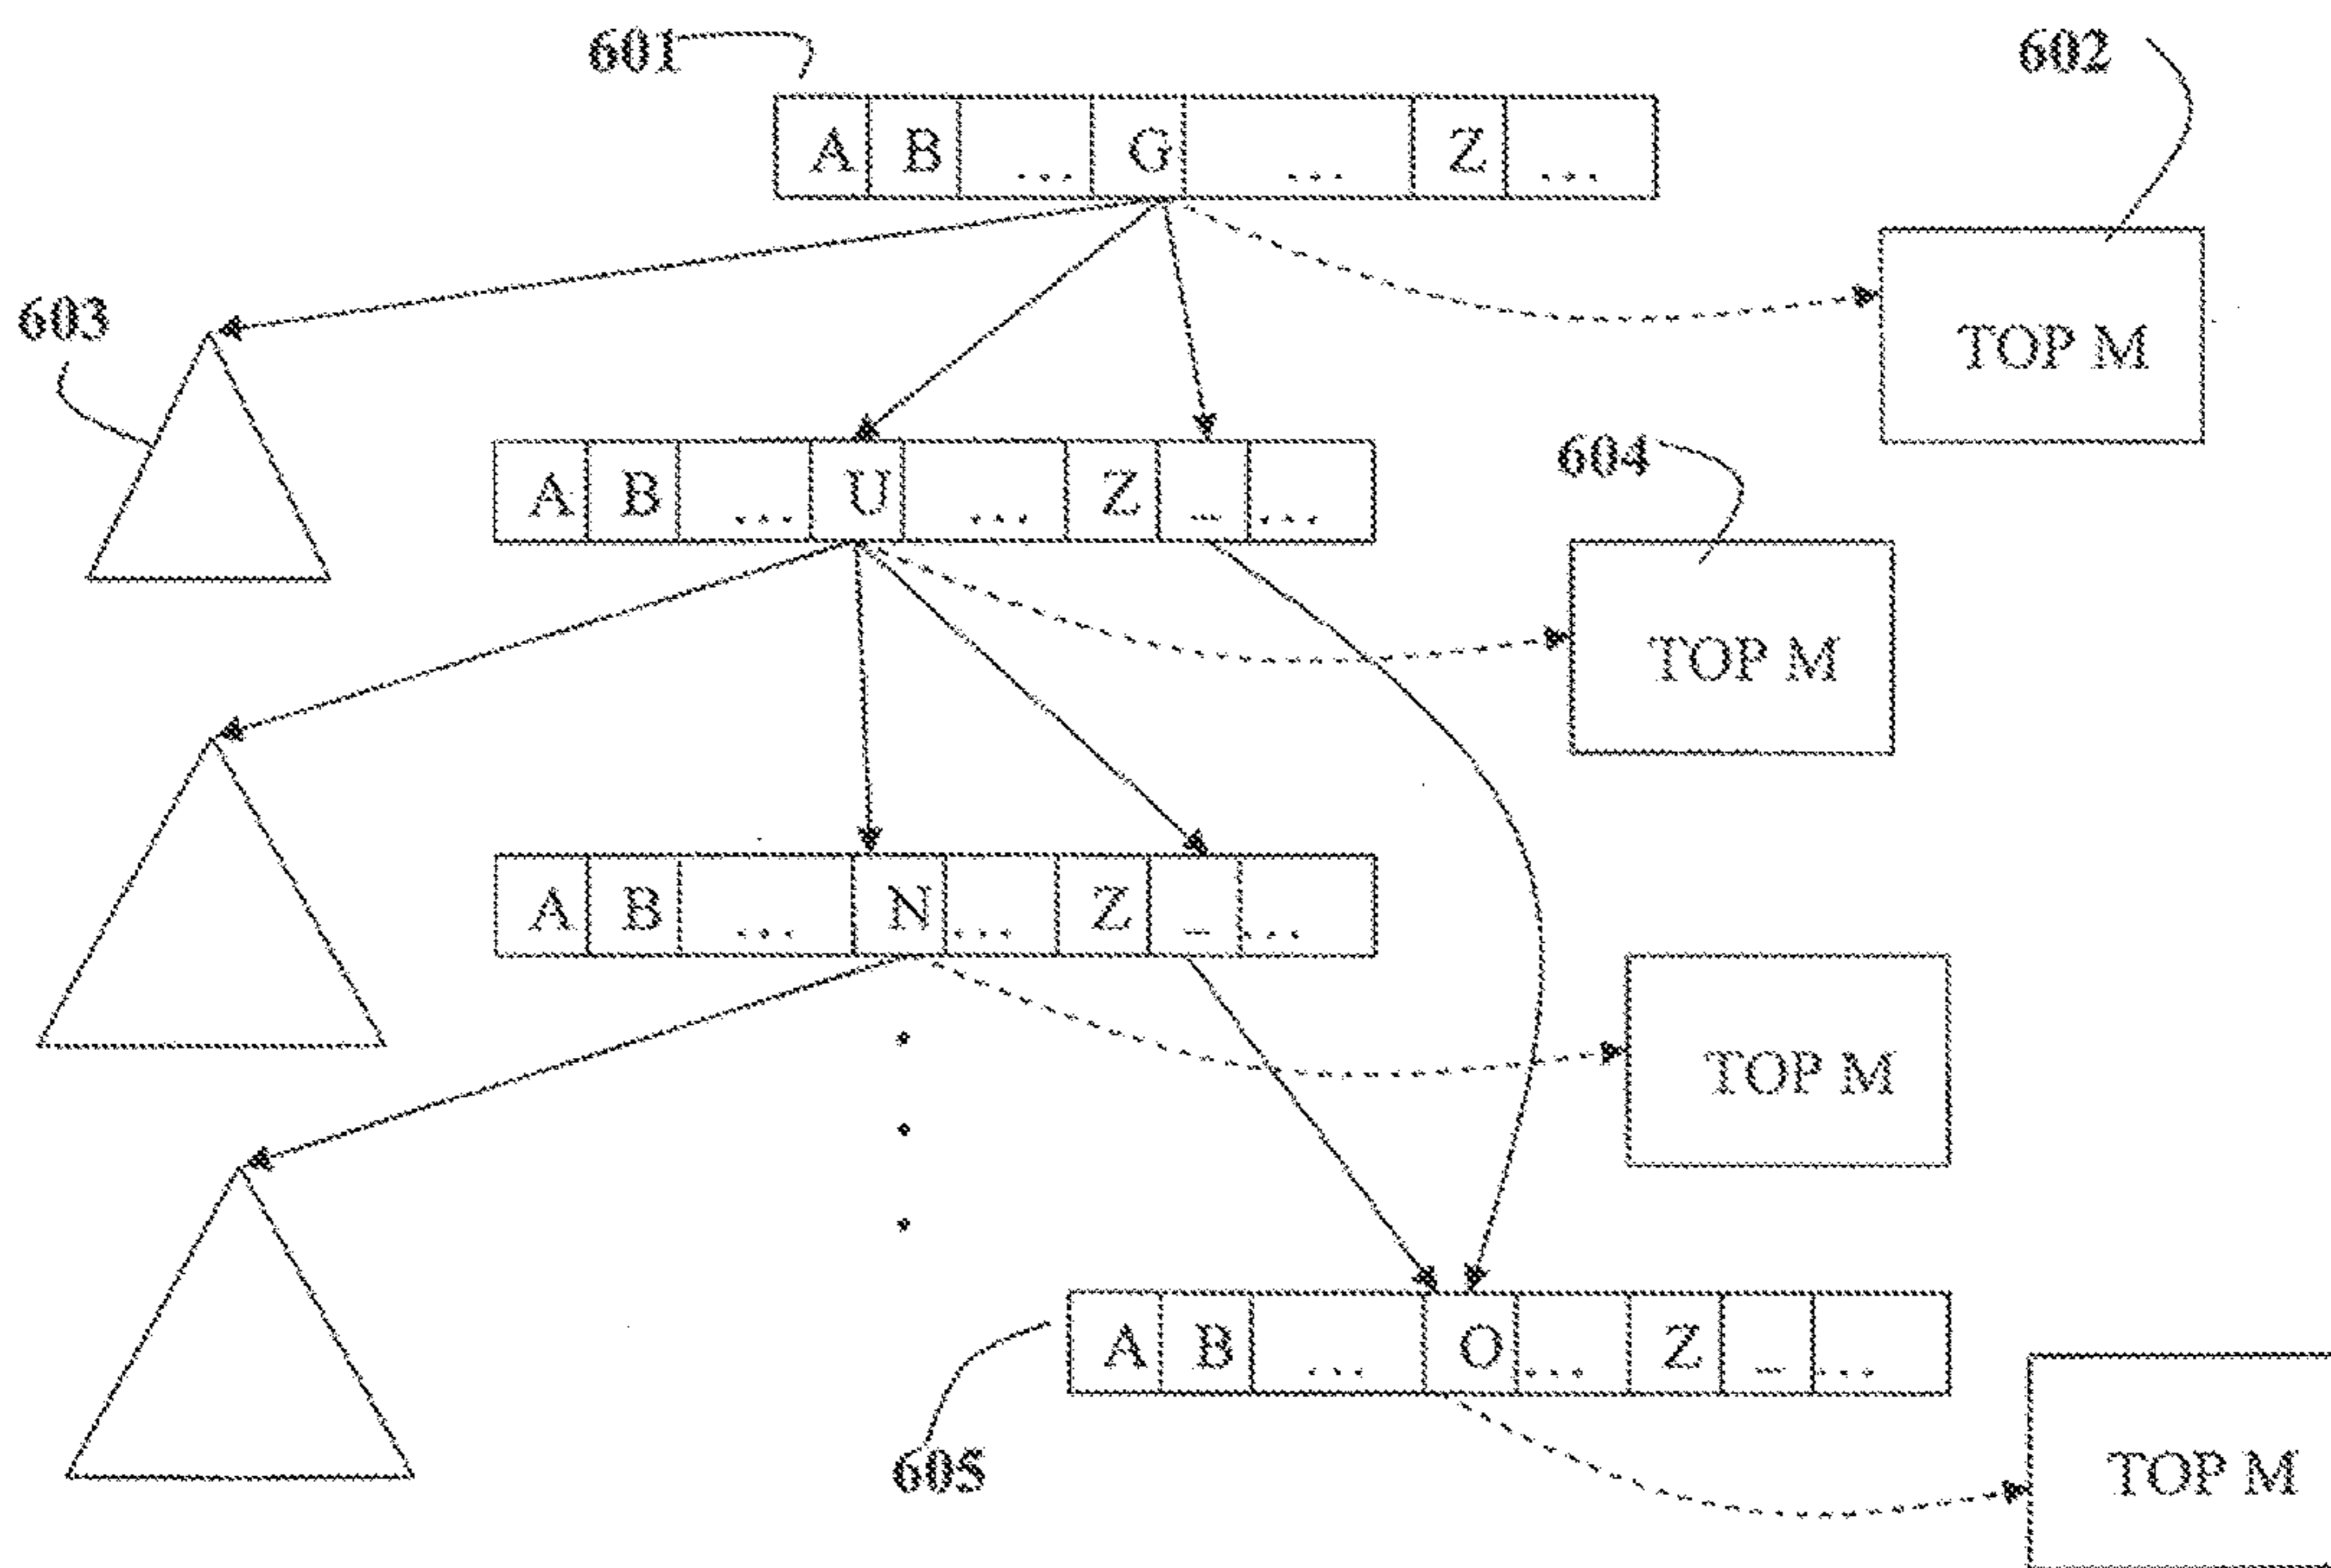 601
602
A B ... G ... Z ...
603
TOP M
604
A B ... U ... Z _ ...
TOP M
A B ... N ... Z _ ...
TOP M
A B ... O ... Z _ ...
605
TOP M